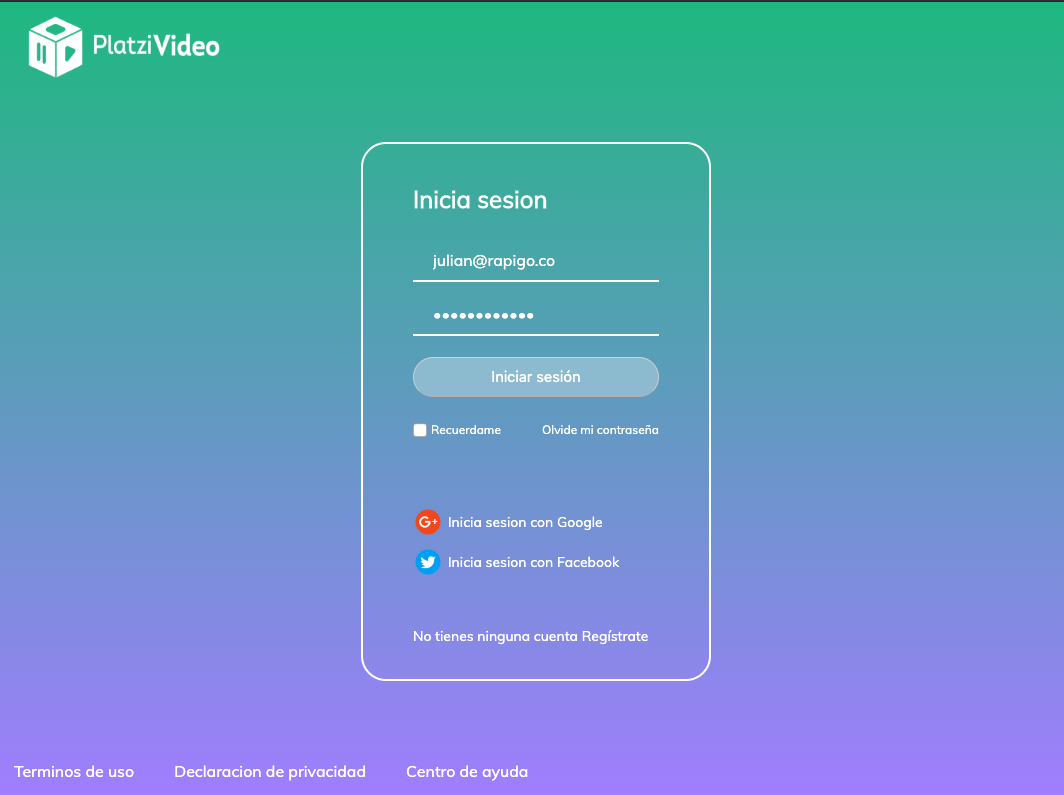 PlatziVideo
Inicia sesion
julian@rapigo.co
••••••••••••
Iniciar sesión
Recuerdame Olvide mi contraseña
G+ Inicia sesion con Google
Inicia sesion con Facebook
No tienes ninguna cuenta Regístrate
Terminos de uso Declaracion de privacidad Centro de ayuda